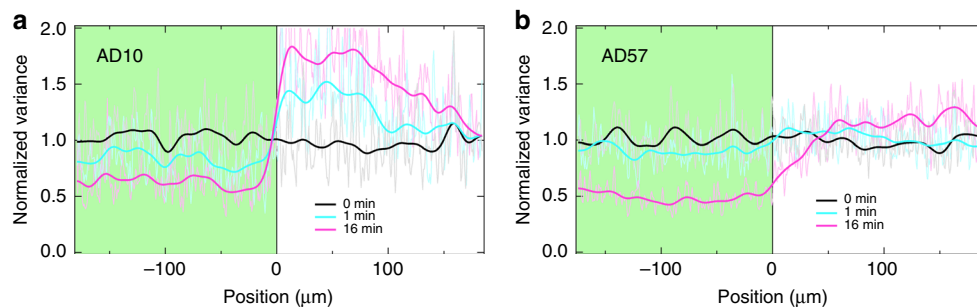 a
AD10
Normalized variance
2.0
1.5
1.0
0.5
0.0
0 min
1 min
16 min
−100
0
100
Position (μm)
b
AD57
Normalized variance
2.0
1.5
1.0
0.5
0.0
0 min
1 min
16 min
−100
0
100
Position (μm)